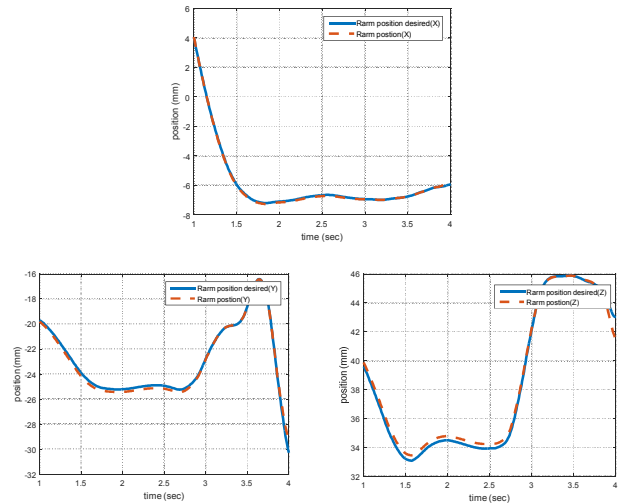 6
4
2
0
-2
-4
-6
-8
position (mm)
Rarm position desired(X)
Rarm postion(X)
1 1.5 2 2.5 3 3.5 4
time (sec)
-16
-18
-20
-22
-24
-26
-28
-30
-32
position (mm)
Rarm position desired(Y)
Rarm postion(Y)
1 1.5 2 2.5 3 3.5 4
time (sec)
46
44
42
40
38
36
34
32
position (mm)
Rarm position desired(Z)
Rarm postion(Z)
1 1.5 2 2.5 3 3.5 4
time (sec)